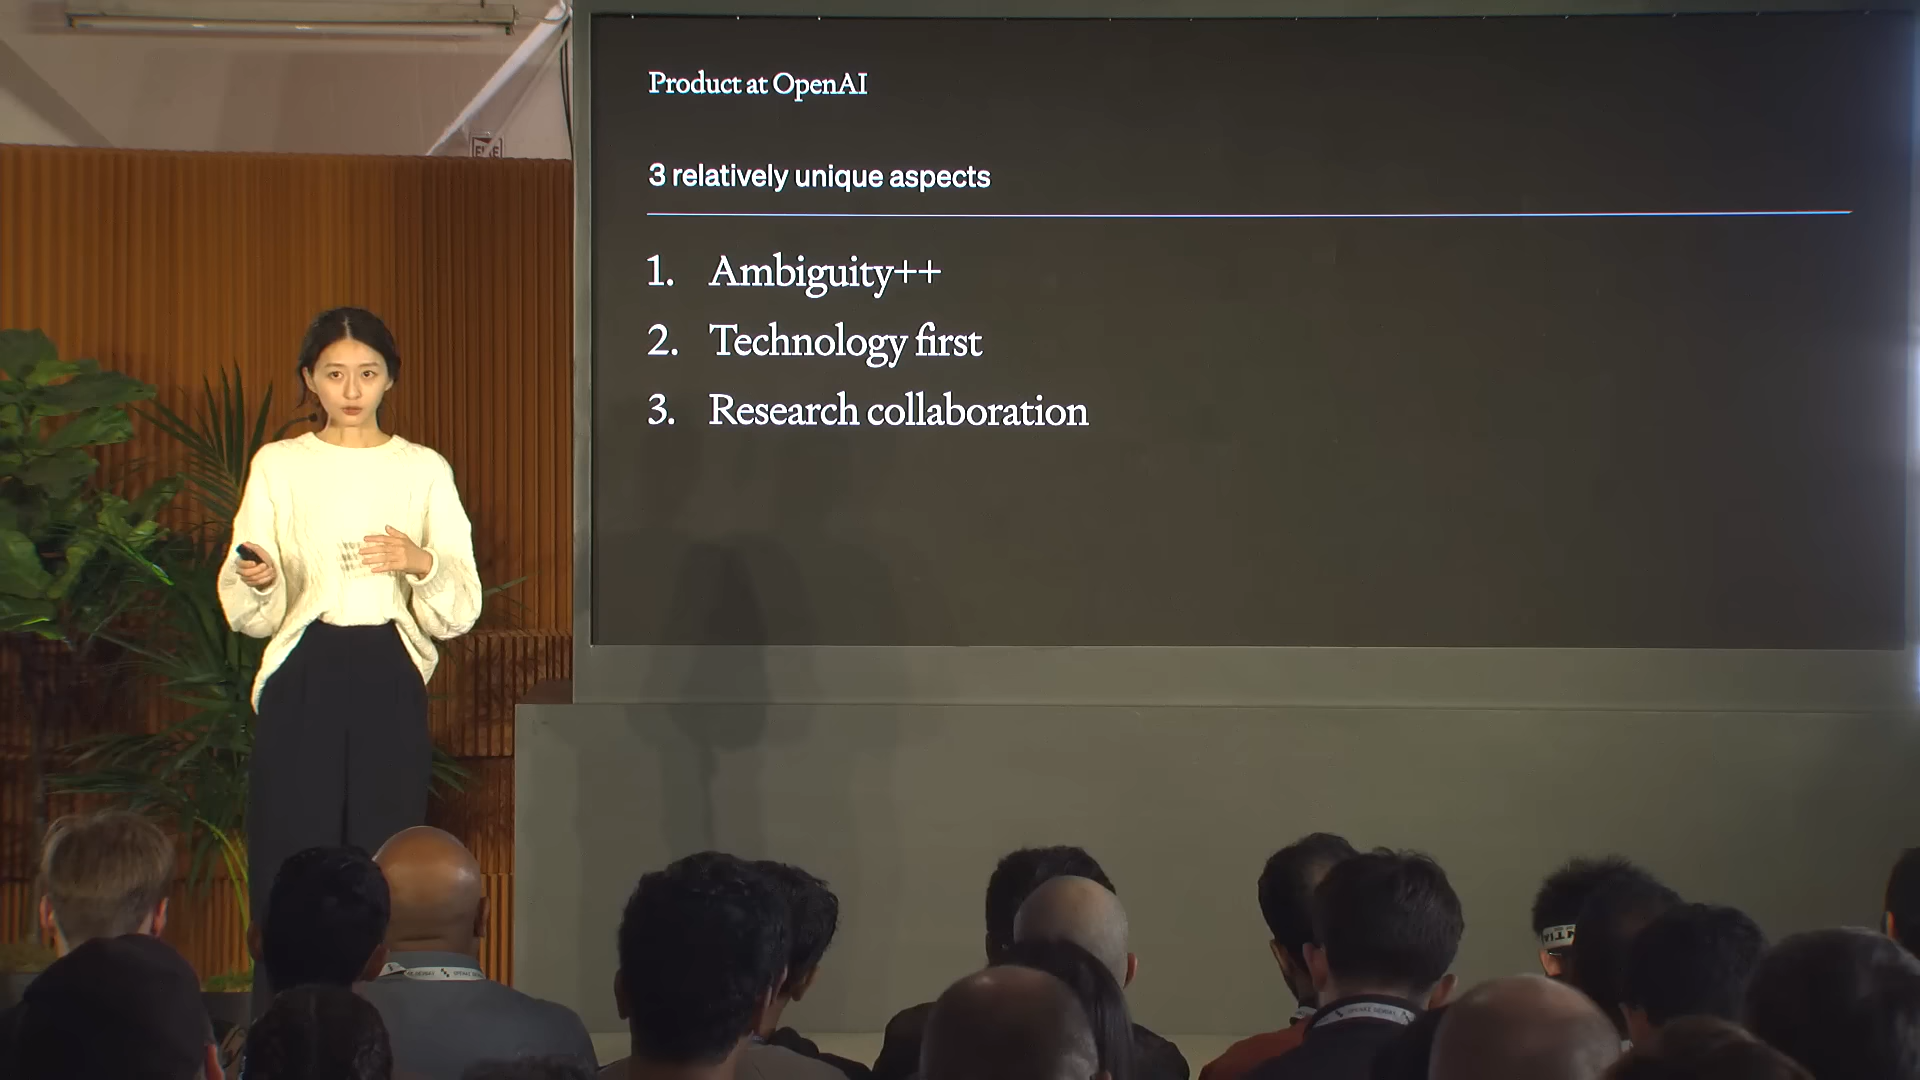 Product at OpenAI
3 relatively unique aspects
1. Ambiguity++
2. Technology first
3. Research collaboration